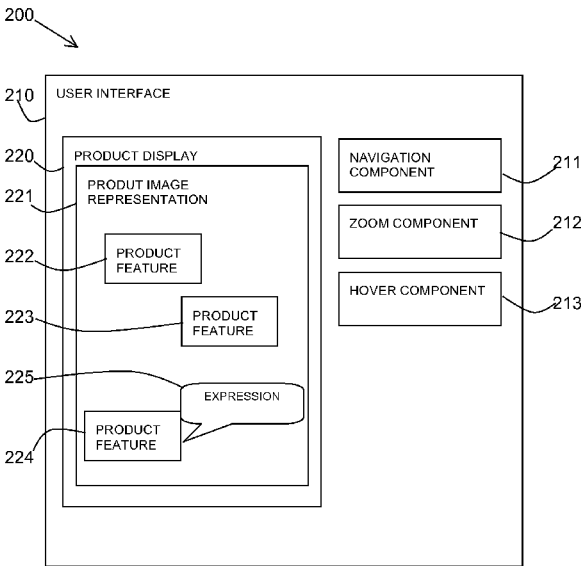 200
210
USER INTERFACE
220
PRODUCT DISPLAY
221
PRODUT IMAGE
REPRESENTATION
222
PRODUCT
FEATURE
223
PRODUCT
FEATURE
225
EXPRESSION
224
PRODUCT
FEATURE
NAVIGATION
COMPONENT
211
ZOOM COMPONENT
212
HOVER COMPONENT
213